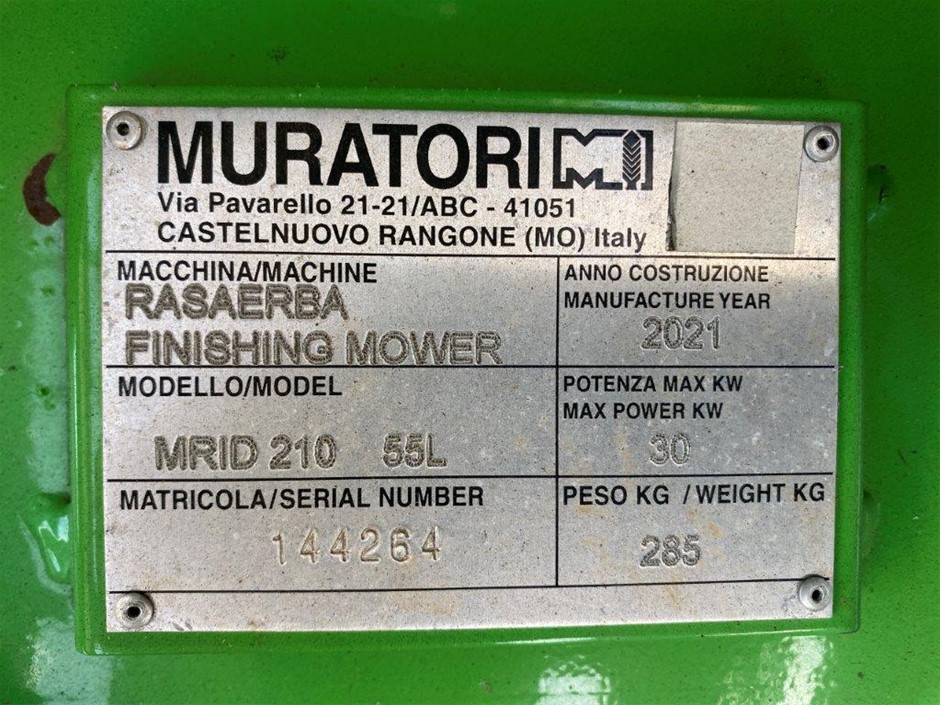 MURATORI MI
Via Pavarello 21-21/ABC - 41051
CASTELNUOVO RANGONE (MO) Italy
MACCHINA/MACHINE
RASAERBA
FINISHING MOWER
ANNO COSTRUZIONE
MANUFACTURE YEAR
2021
MODELLO/MODEL
MRID 210 55L
POTENZA MAX KW
MAX POWER KW
30
MATRICOLA/SERIAL NUMBER
144264
PESO KG / WEIGHT KG
285